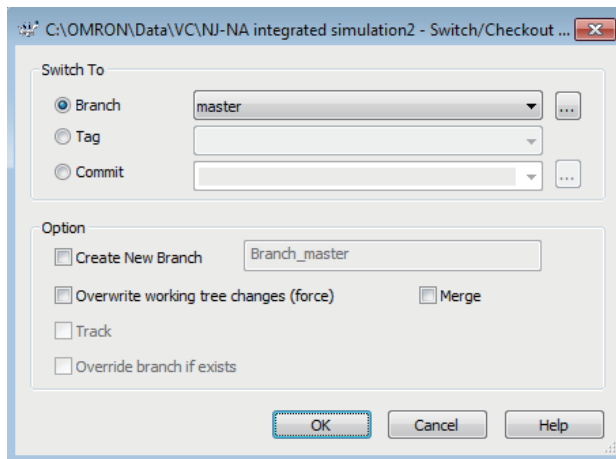 C:\OMRON\Data\VC\NJ-NA integrated simulation2 - Switch/Checkout ...
Switch To
Branch
master
...
Tag
Commit
...
Option
Create New Branch
Branch_master
Overwrite working tree changes (force)
Merge
Track
Override branch if exists
OK
Cancel
Help